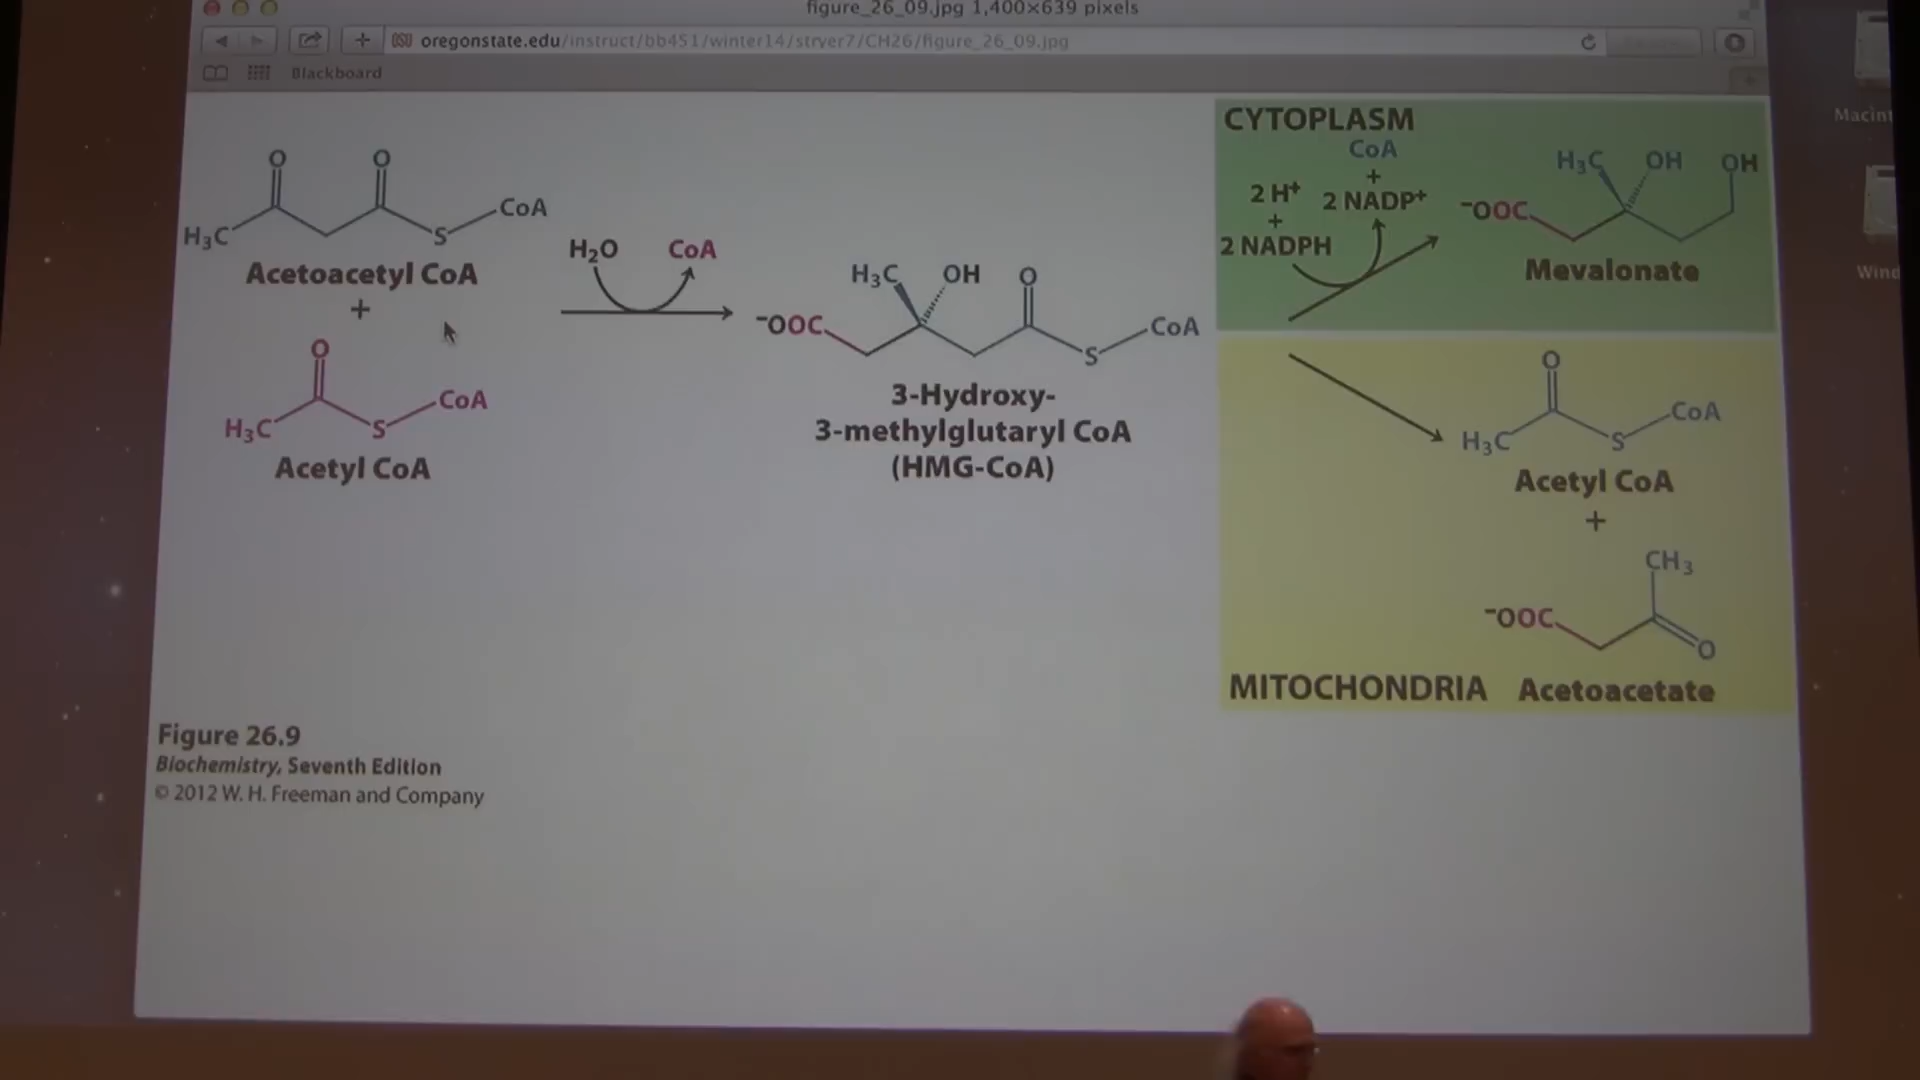 figure_26_09.jpg 1,400×639 pixels
oregonstate.edu/instruct/bb451/winter14/stryer7/CH26/figure_26_09.jpg
Blackboard
Macint
Wind
O O
H₃C S CoA
Acetoacetyl CoA
+
O
H₃C S CoA
Acetyl CoA
H₂O CoA
H₃C OH O
⁻OOC S CoA
3-Hydroxy-
3-methylglutaryl CoA
(HMG-CoA)
CYTOPLASM
CoA
+
2 H⁺ 2 NADP⁺
+
2 NADPH
H₃C OH OH
⁻OOC
Mevalonate
O
H₃C S CoA
Acetyl CoA
+
CH₃
⁻OOC O
MITOCHONDRIA Acetoacetate
Figure 26.9
Biochemistry, Seventh Edition
© 2012 W. H. Freeman and Company